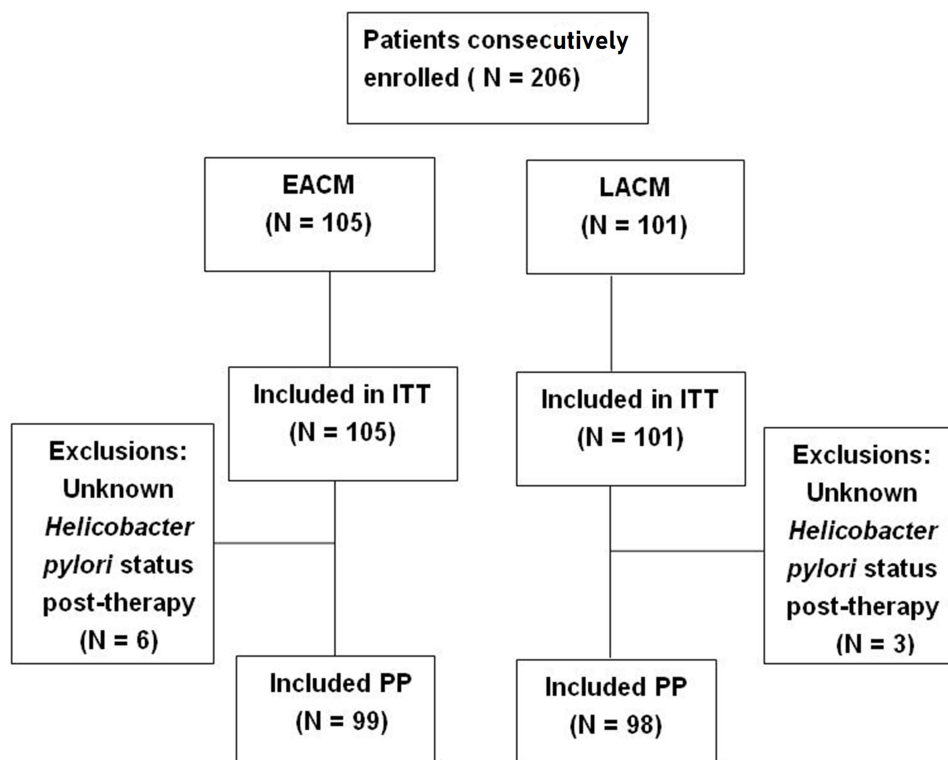 Patients consecutively
enrolled ( N = 206)
EACM
(N = 105)
LACM
(N = 101)
Included in ITT
(N = 105)
Included in ITT
(N = 101)
Exclusions:
Unknown
Helicobacter
pylori status
post-therapy
(N = 6)
Exclusions:
Unknown
Helicobacter
pylori status
post-therapy
(N = 3)
Included PP
(N = 99)
Included PP
(N = 98)